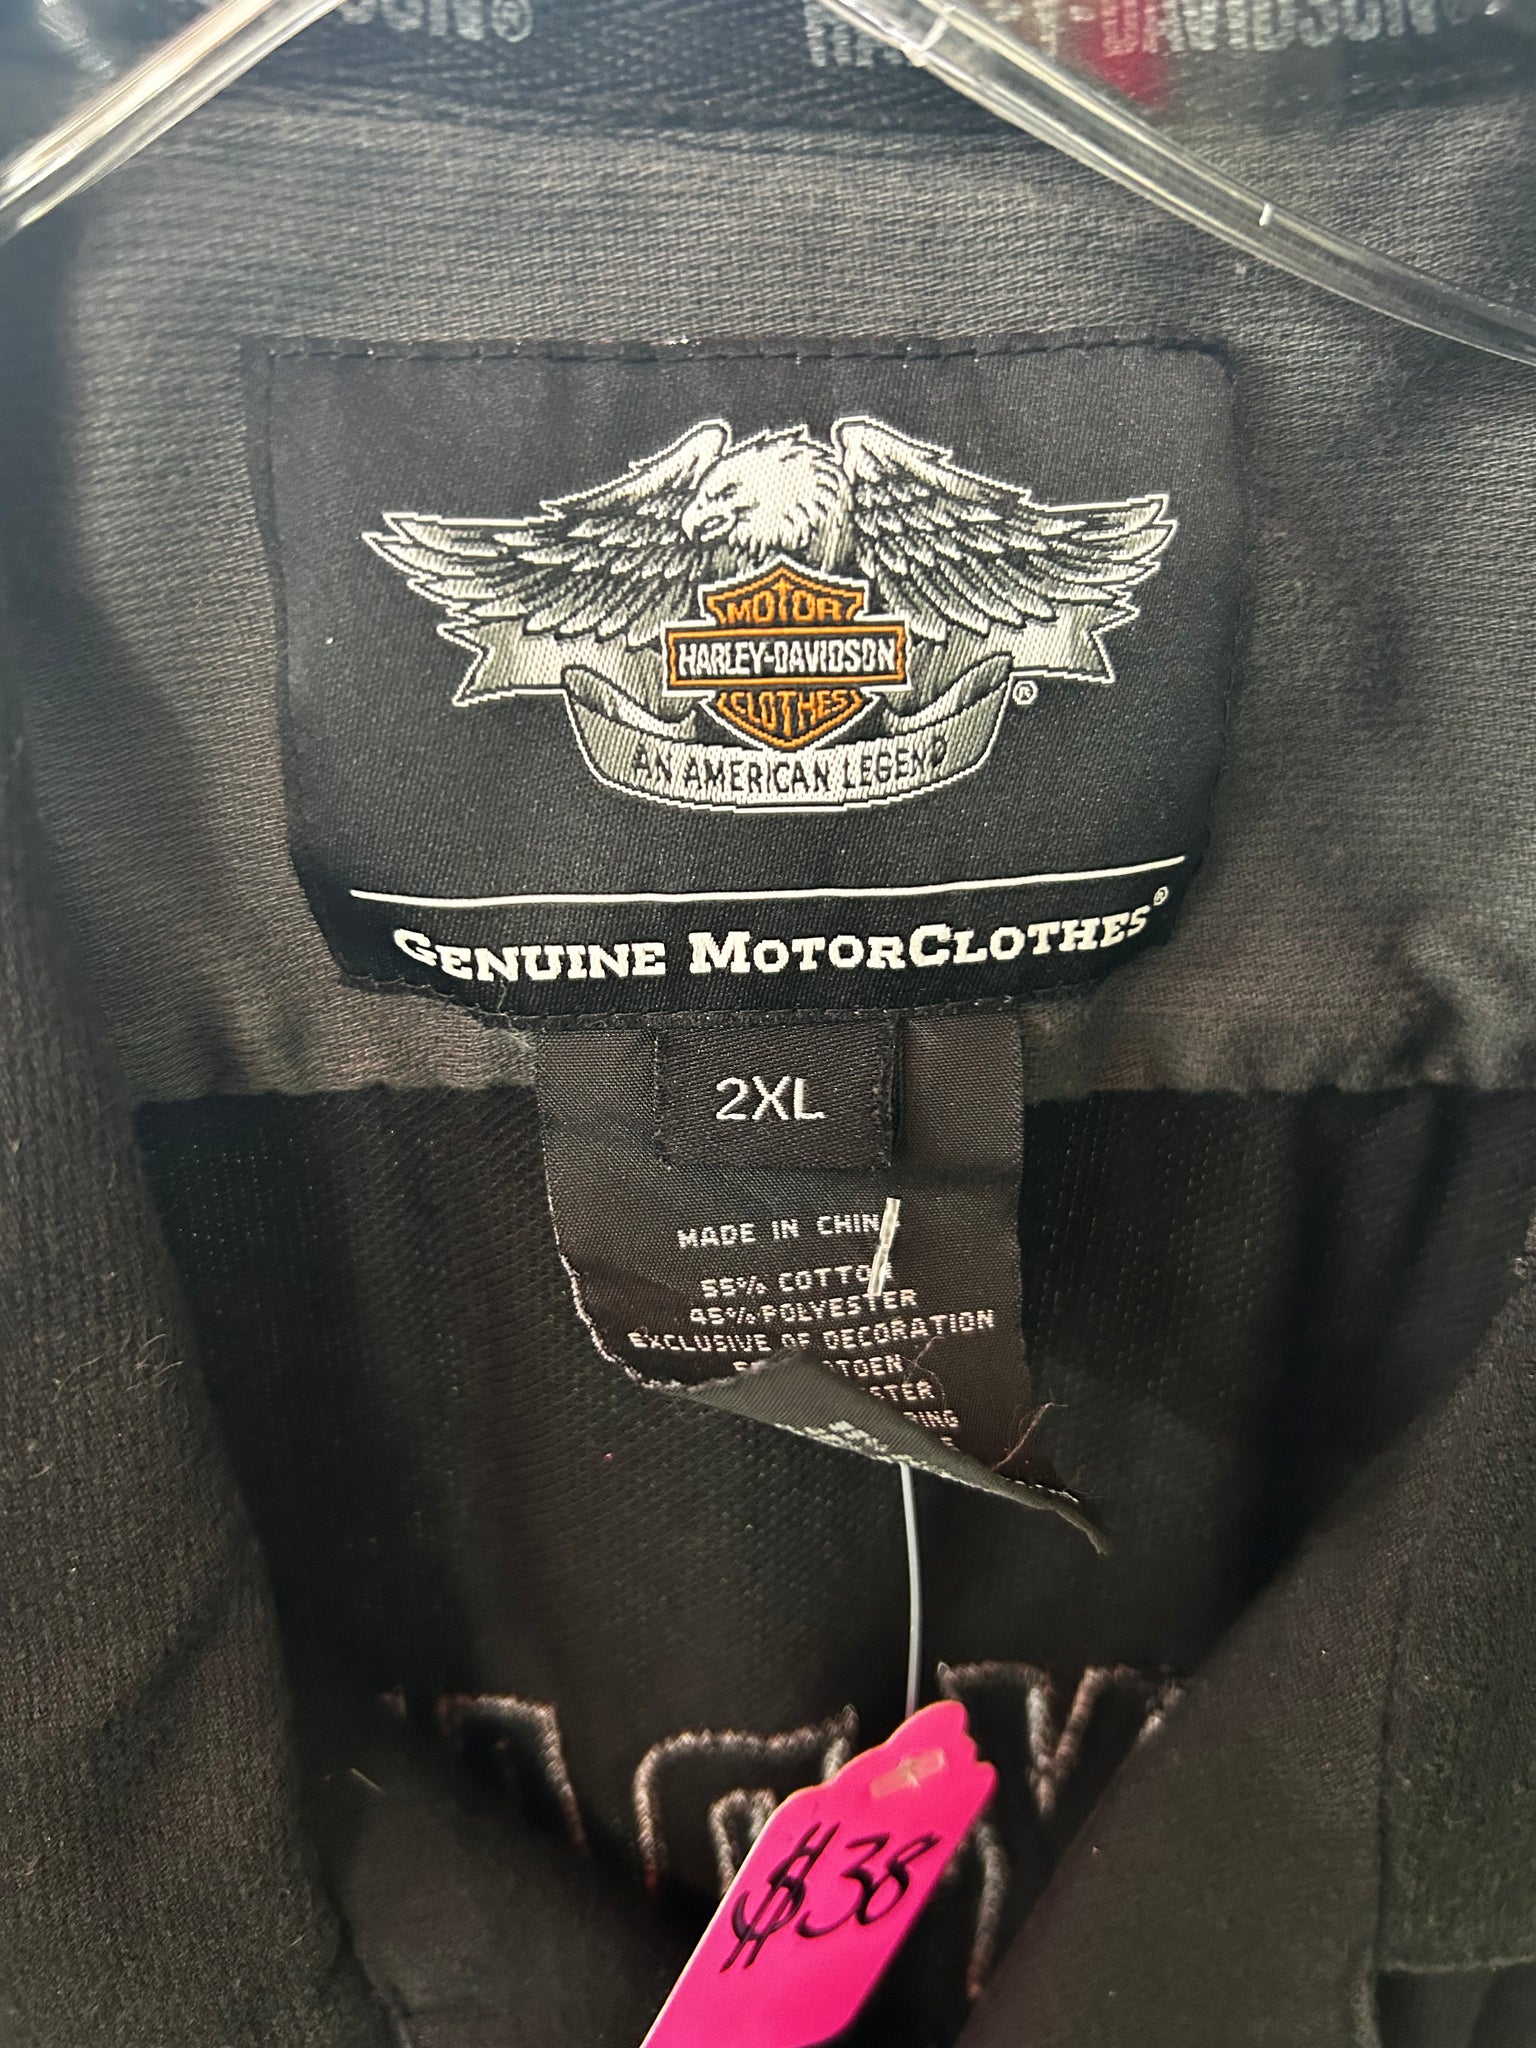 HARLEY-DAVIDSON®
MOTOR
HARLEY-DAVIDSON
CLOTHES
®
AN AMERICAN LEGEND
GENUINE MOTORCLOTHES®
2XL
MADE IN CHINA
55% COTTON
45% POLYESTER
EXCLUSIVE OF DECORATION
$38